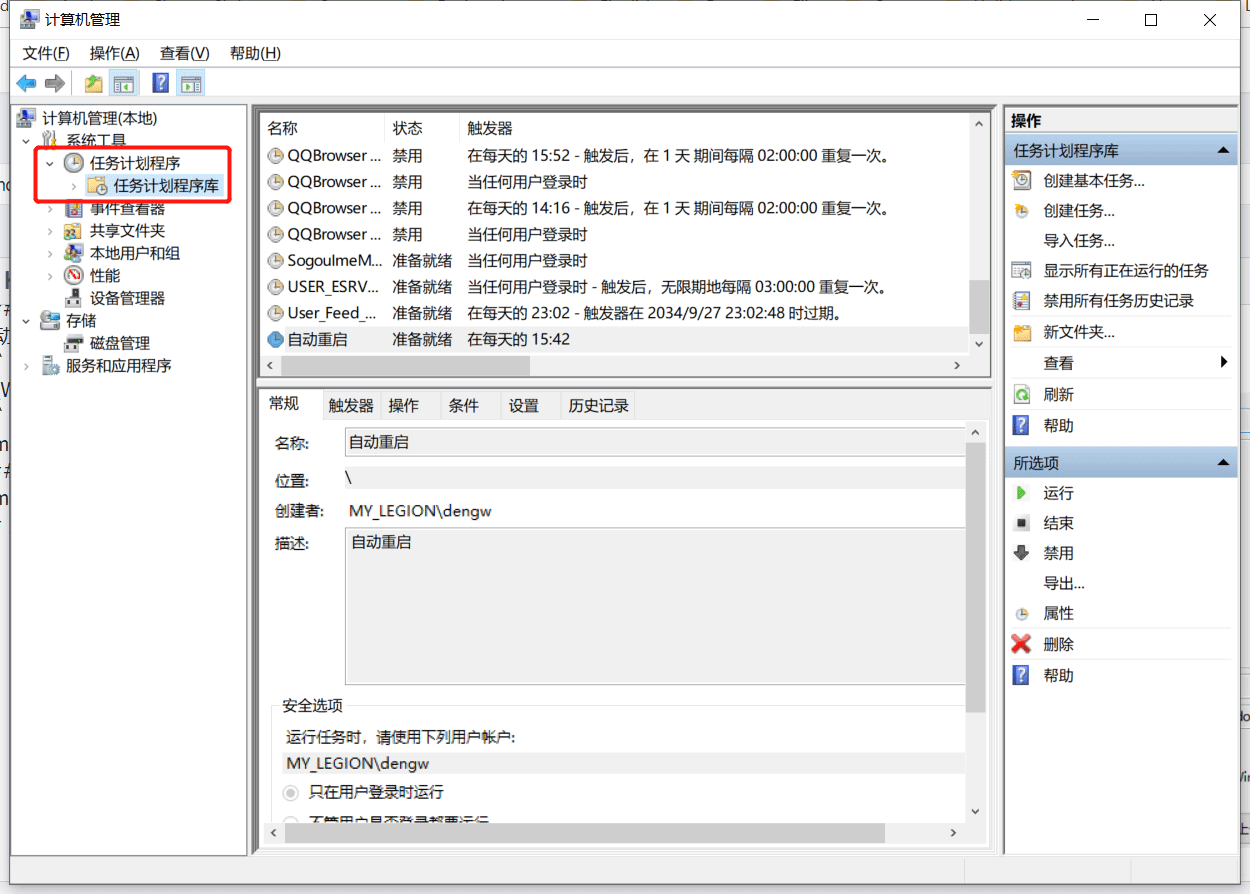 计算机管理
文件(F) 操作(A) 查看(V) 帮助(H)
计算机管理(本地)
系统工具
任务计划程序
任务计划程序库
事件查看器
共享文件夹
本地用户和组
性能
设备管理器
存储
磁盘管理
服务和应用程序
名称 状态 触发器
QQBrowser ... 禁用 在每天的 15:52 - 触发后，在 1 天 期间每隔 02:00:00 重复一次。
QQBrowser ... 禁用 当任何用户登录时
QQBrowser ... 禁用 在每天的 14:16 - 触发后，在 1 天 期间每隔 02:00:00 重复一次。
QQBrowser ... 禁用 当任何用户登录时
SogouImeM... 准备就绪 当任何用户登录时
USER_ESRV... 准备就绪 当任何用户登录时 - 触发后，无限期地每隔 03:00:00 重复一次。
User_Feed_... 准备就绪 在每天的 23:02 - 触发器在 2034/9/27 23:02:48 时过期。
自动重启 准备就绪 在每天的 15:42
常规 触发器 操作 条件 设置 历史记录
名称: 自动重启
位置: \
创建者: MY_LEGION\dengw
描述: 自动重启
安全选项
运行任务时，请使用下列用户帐户:
MY_LEGION\dengw
只在用户登录时运行
不管用户是否登录都要运行
操作
任务计划程序库
创建基本任务...
创建任务...
导入任务...
显示所有正在运行的任务
禁用所有任务历史记录
新文件夹...
查看
刷新
帮助
所选项
运行
结束
禁用
导出...
属性
删除
帮助